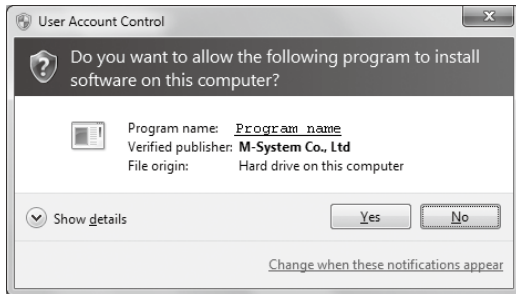 User Account Control
x
Do you want to allow the following program to install
software on this computer?
Program name: Program name
Verified publisher: M-System Co., Ltd
File origin: Hard drive on this computer
Show details
Yes No
Change when these notifications appear